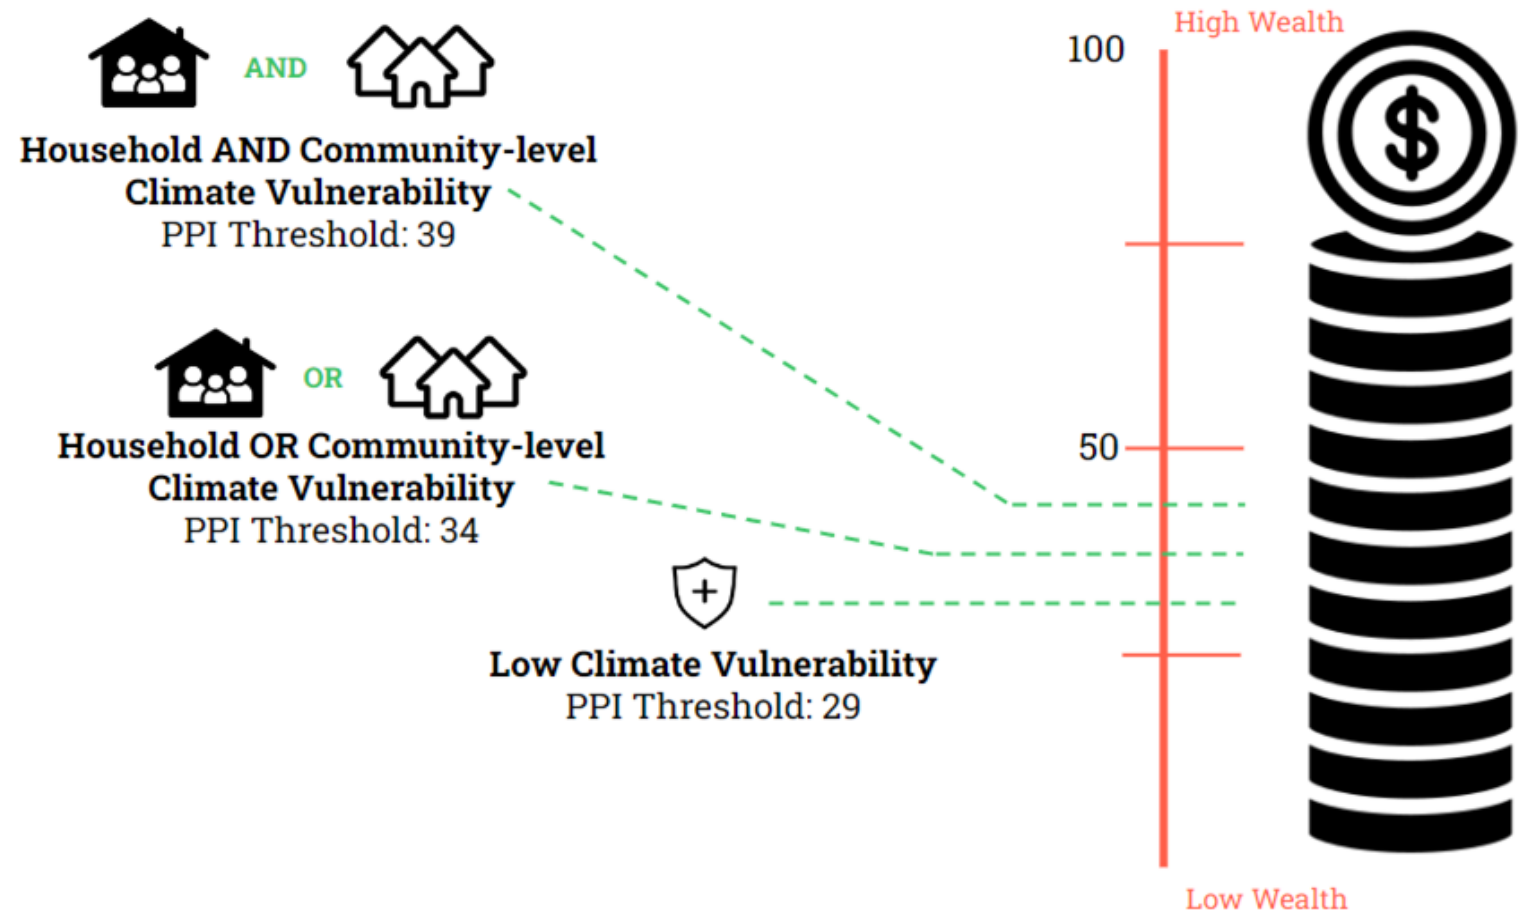 High Wealth
100
AND
Household AND Community-level
Climate Vulnerability
PPI Threshold: 39
$
OR
Household OR Community-level
Climate Vulnerability
PPI Threshold: 34
50
Low Climate Vulnerability
PPI Threshold: 29
Low Wealth